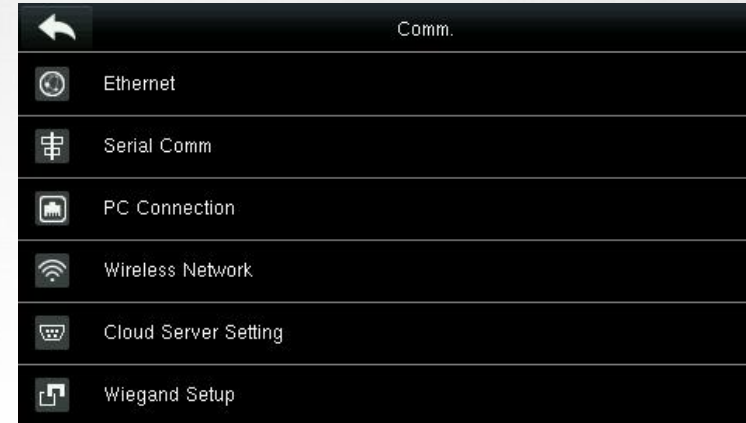 Comm.
Ethernet
Serial Comm
PC Connection
Wireless Network
Cloud Server Setting
Wiegand Setup